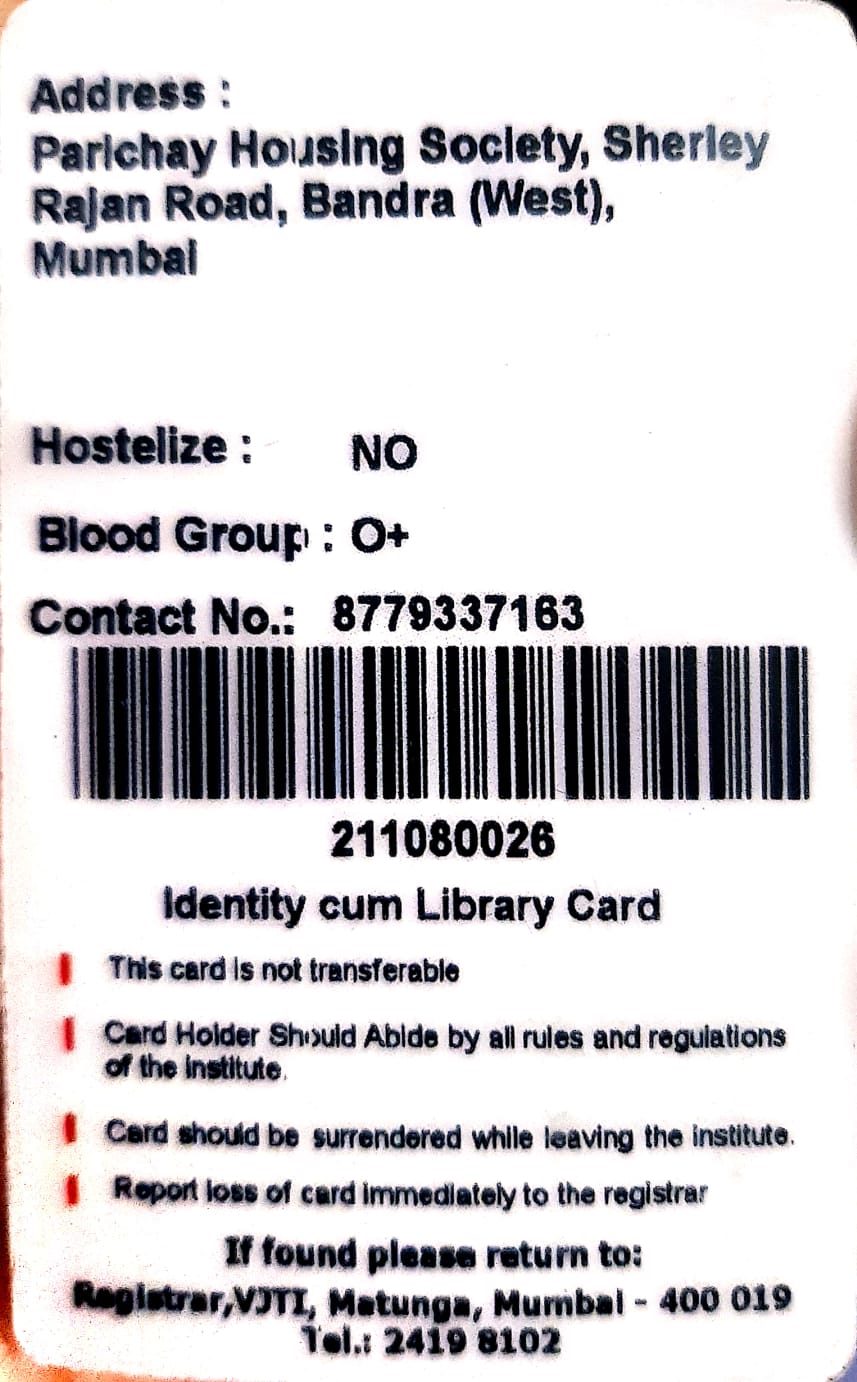 Address :
Parichay Housing Society, Sherley
Rajan Road, Bandra (West),
Mumbai
Hostelize : NO
Blood Group : O+
Contact No.: 8779337163
211080026
Identity cum Library Card
This card is not transferable
Card Holder Should Abide by all rules and regulations
of the institute.
Card should be surrendered while leaving the institute.
Report loss of card immediately to the registrar
If found please return to:
Registrar,VJTI, Matunga, Mumbai - 400 019
Tel.: 2419 8102